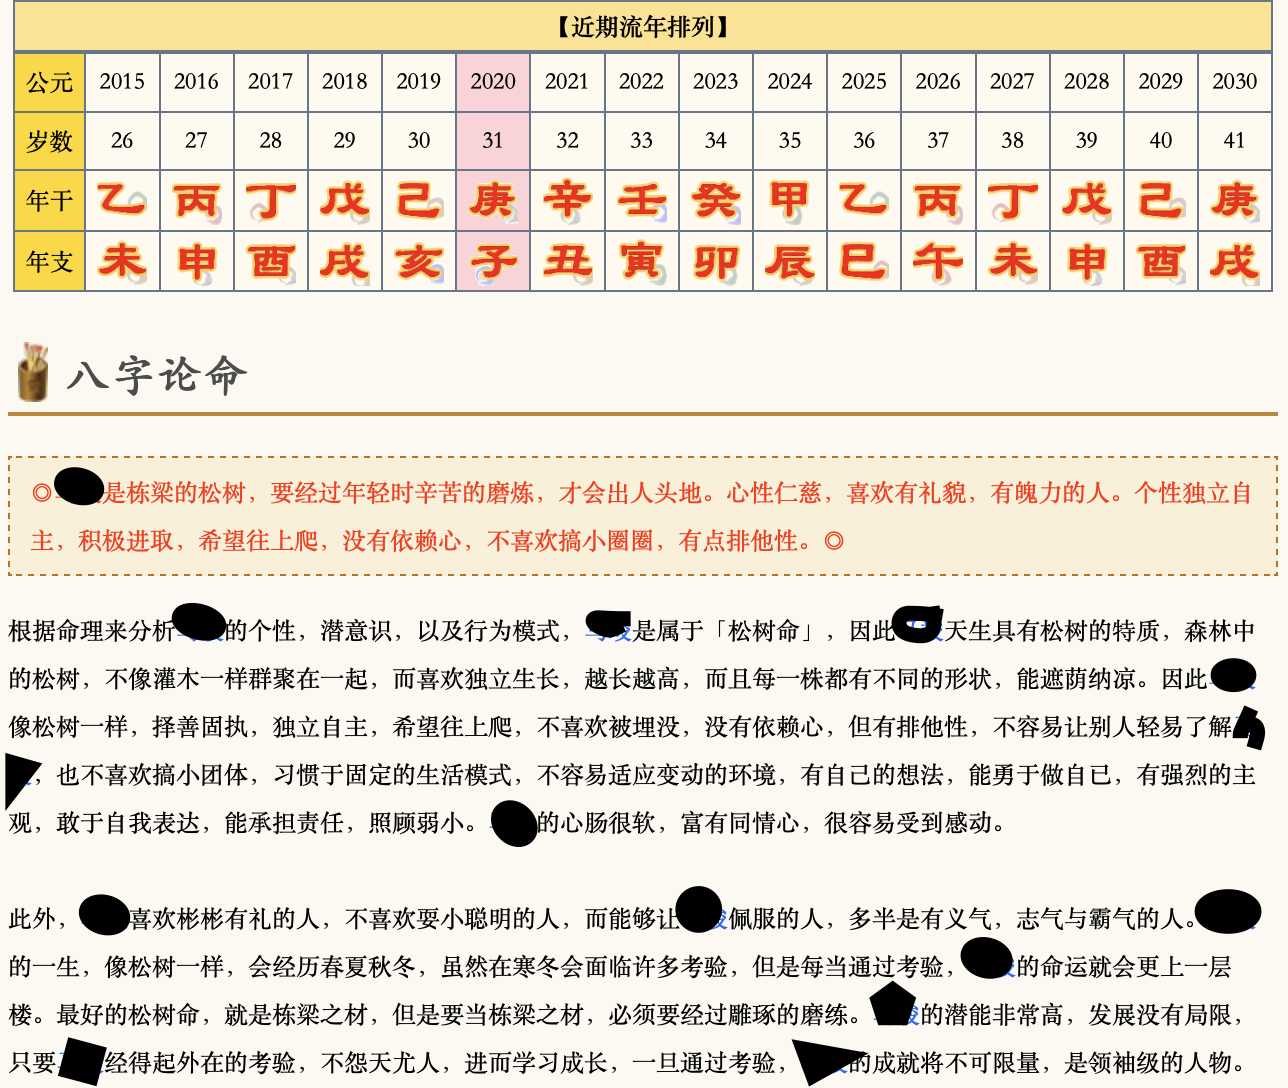 【近期流年排列】
公元 2015 2016 2017 2018 2019 2020 2021 2022 2023 2024 2025 2026 2027 2028 2029 2030
岁数 26 27 28 29 30 31 32 33 34 35 36 37 38 39 40 41
年干 乙 丙 丁 戊 己 庚 辛 壬 癸 甲 乙 丙 丁 戊 己 庚
年支 未 申 酉 戌 亥 子 丑 寅 卯 辰 巳 午 未 申 酉 戌
八字论命
◎是栋梁的松树，要经过年轻时辛苦的磨炼，才会出人头地。心性仁慈，喜欢有礼貌，有魄力的人。个性独立自
主，积极进取，希望往上爬，没有依赖心，不喜欢搞小圈圈，有点排他性。◎
根据命理来分析的个性，潜意识，以及行为模式，是属于「松树命」，因此天生具有松树的特质，森林中
的松树，不像灌木一样群聚在一起，而喜欢独立生长，越长越高，而且每一株都有不同的形状，能遮荫纳凉。因此
像松树一样，择善固执，独立自主，希望往上爬，不喜欢被埋没，没有依赖心，但有排他性，不容易让别人轻易了解
，也不喜欢搞小团体，习惯于固定的生活模式，不容易适应变动的环境，有自己的想法，能勇于做自已，有强烈的主
观，敢于自我表达，能承担责任，照顾弱小。的心肠很软，富有同情心，很容易受到感动。
此外，喜欢彬彬有礼的人，不喜欢耍小聪明的人，而能够让佩服的人，多半是有义气，志气与霸气的人。
的一生，像松树一样，会经历春夏秋冬，虽然在寒冬会面临许多考验，但是每当通过考验，的命运就会更上一层
楼。最好的松树命，就是栋梁之材，但是要当栋梁之材，必须要经过雕琢的磨练。的潜能非常高，发展没有局限，
只要经得起外在的考验，不怨天尤人，进而学习成长，一旦通过考验，的成就将不可限量，是领袖级的人物。